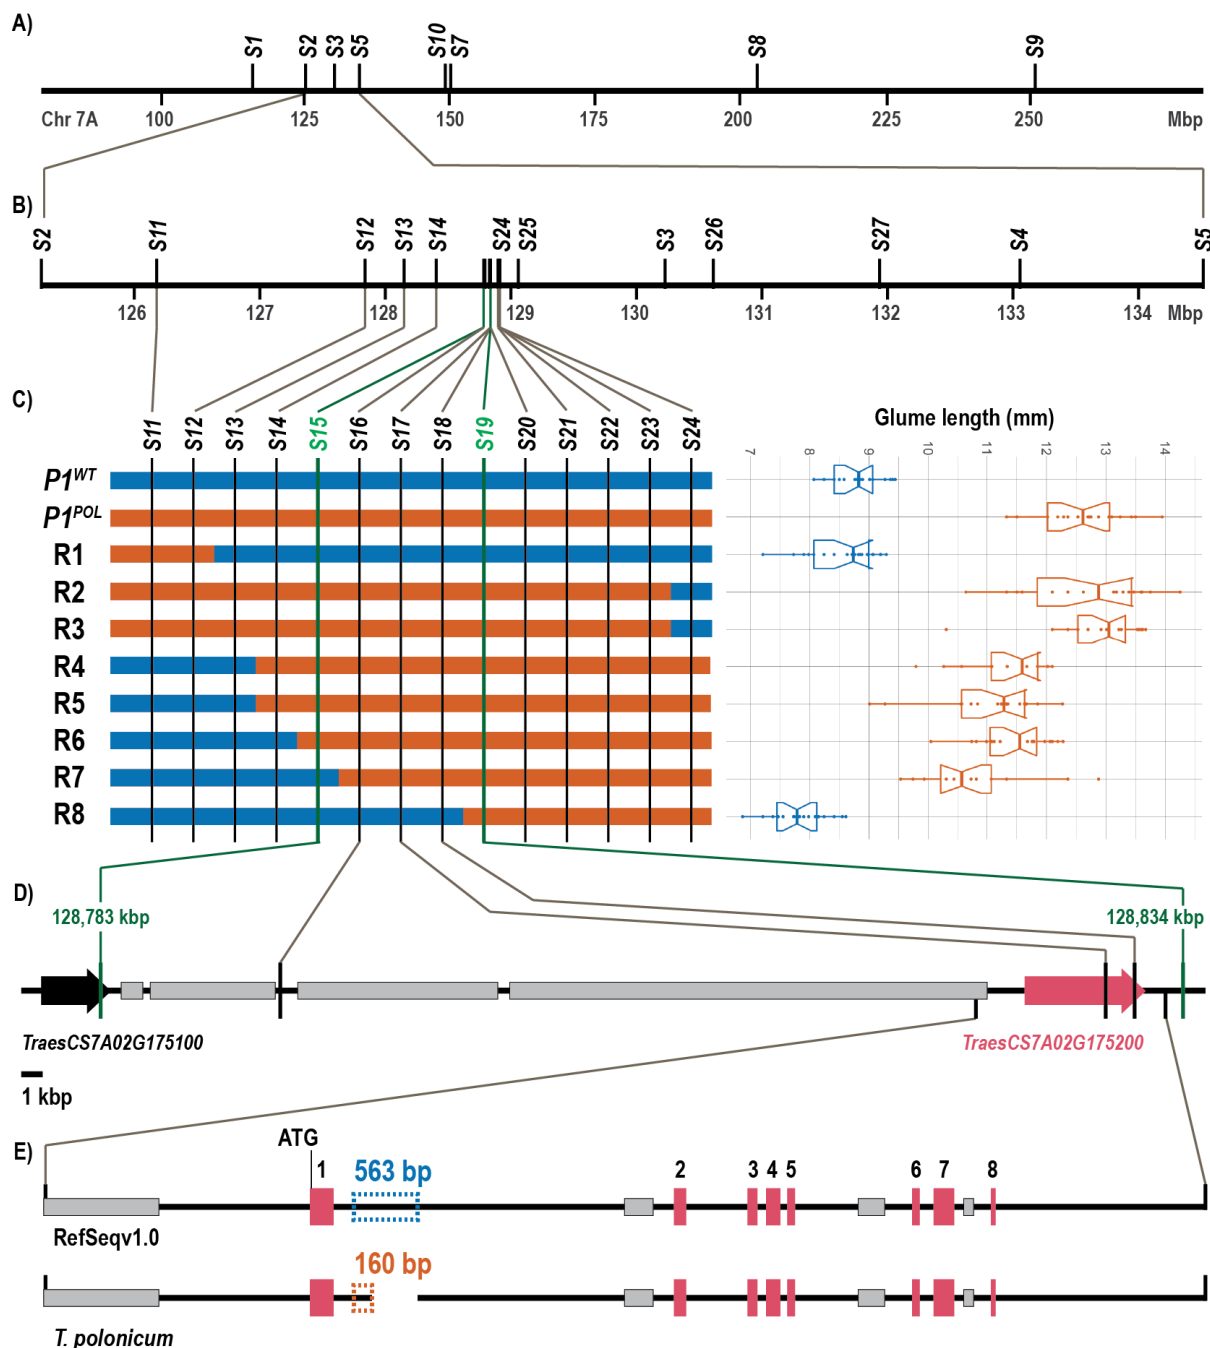 A)
S1 S2 S3 S5 S10 S7 S8 S9
Chr 7A 100 125 150 175 200 225 250 Mbp
B)
S2 S11 S12 S13 S14 S24 S25 S3 S26 S27 S4 S5
126 127 128 129 130 131 132 133 134 Mbp
C)
S11 S12 S13 S14 S15 S16 S17 S18 S19 S20 S21 S22 S23 S24
Glume length (mm)
7 8 9 10 11 12 13 14
P1WT
P1POL
R1
R2
R3
R4
R5
R6
R7
R8
D)
128,783 kbp
128,834 kbp
TraesCS7A02G175100
TraesCS7A02G175200
1 kbp
E)
ATG
1 563 bp 2 3 4 5 6 7 8
RefSeqv1.0
160 bp
T. polonicum